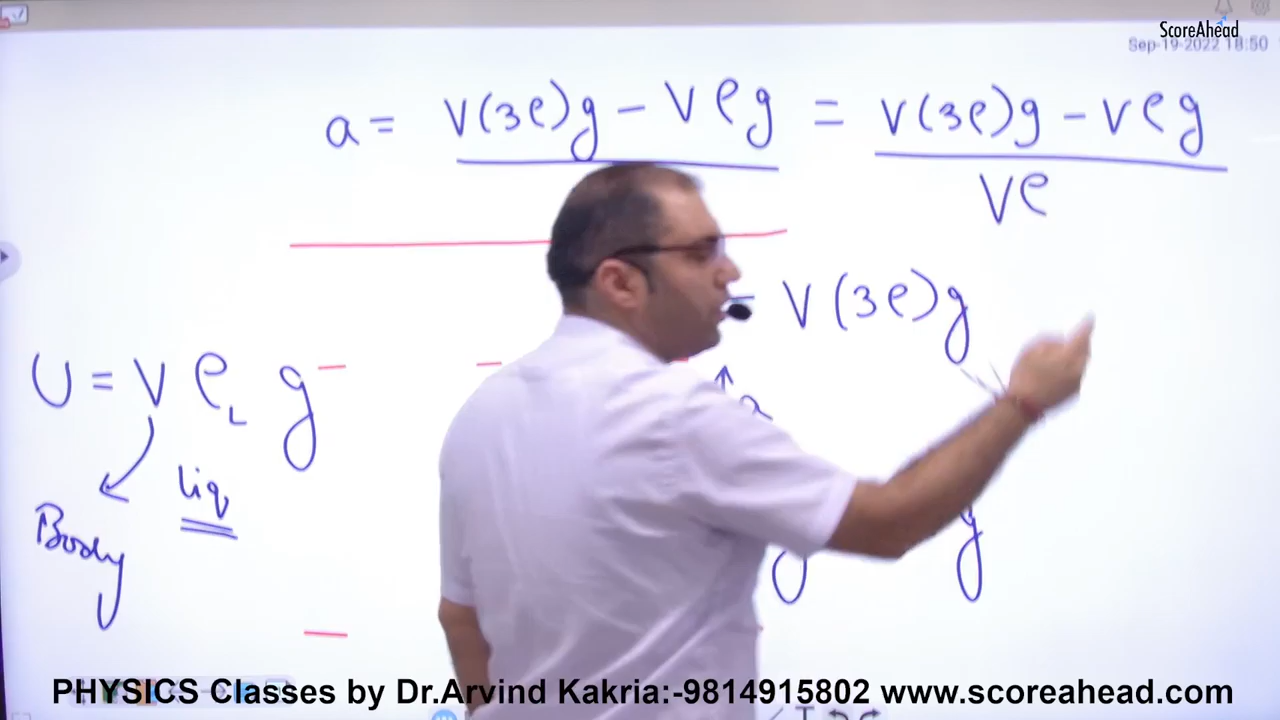 ScoreAhead
Sep-19-2022 18:50
a = V(3ρ)g − Vρg = V(3ρ)g − Vρg
Vρ
= V(3ρ)g
U = V ρL g
a
liq
Body
g
g
PHYSICS Classes by Dr.Arvind Kakria:-9814915802 www.scoreahead.com